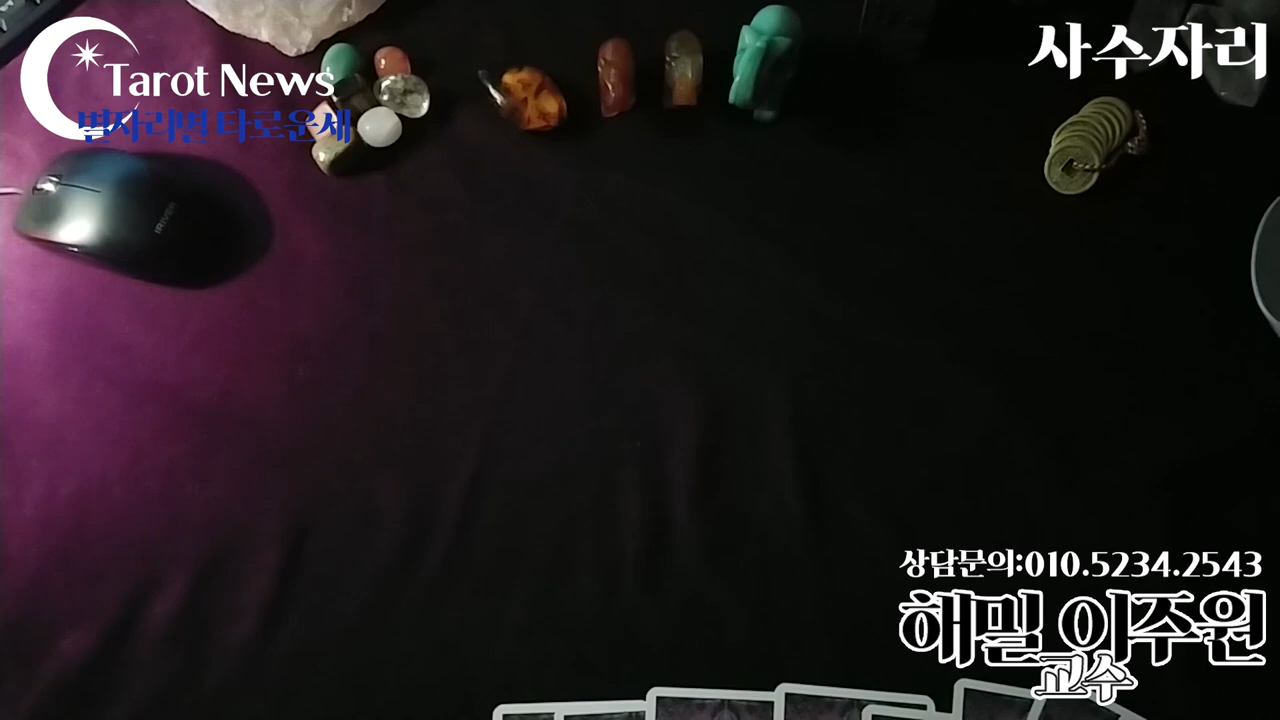 사수자리
Tarot News
별자리별 타로운세
IRIVER
상담문의:010.5234.2543
해밀 이주원
교수